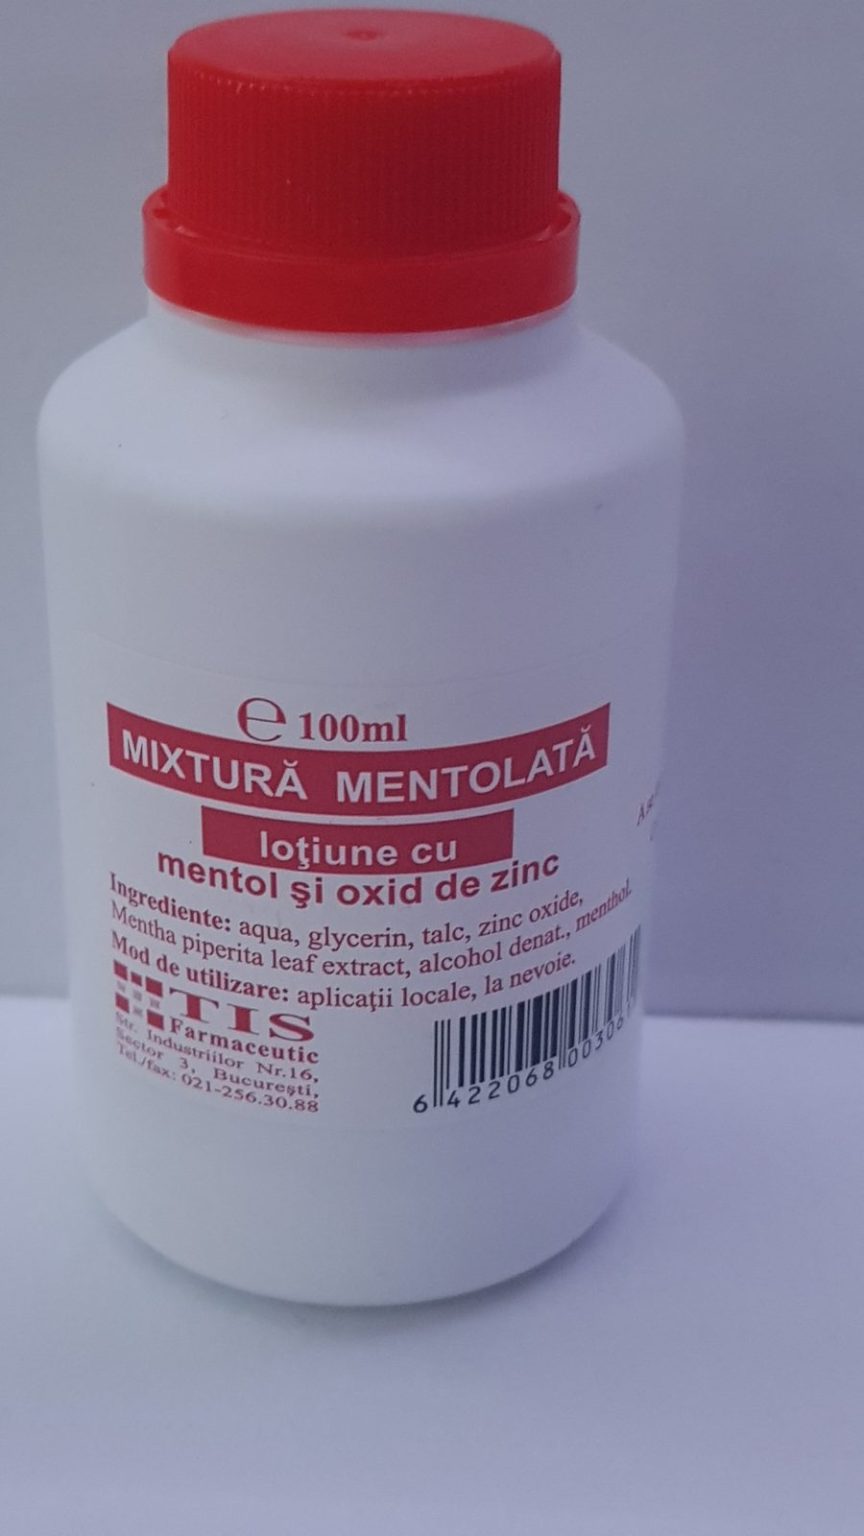 ℮ 100ml
MIXTURĂ MENTOLATĂ
loţiune cu
mentol şi oxid de zinc
Ingrediente: aqua, glycerin, talc, zinc oxide,
Mentha piperita leaf extract, alcohol denat., menthol.
Mod de utilizare: aplicaţii locale, la nevoie.
TIS
Farmaceutic
Str. Industriilor Nr.16,
Sector 3, Bucureşti,
Tel./fax: 021-256.30.88
6 422068 00306